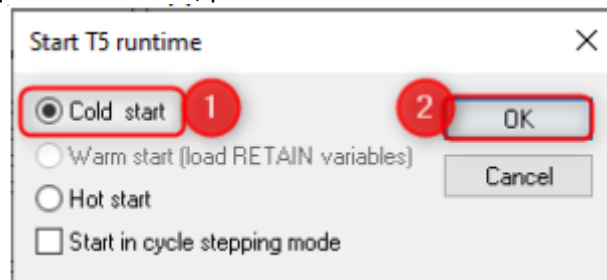 Start T5 runtime
Cold start
1
2
OK
Warm start (load RETAIN variables)
Cancel
Hot start
Start in cycle stepping mode